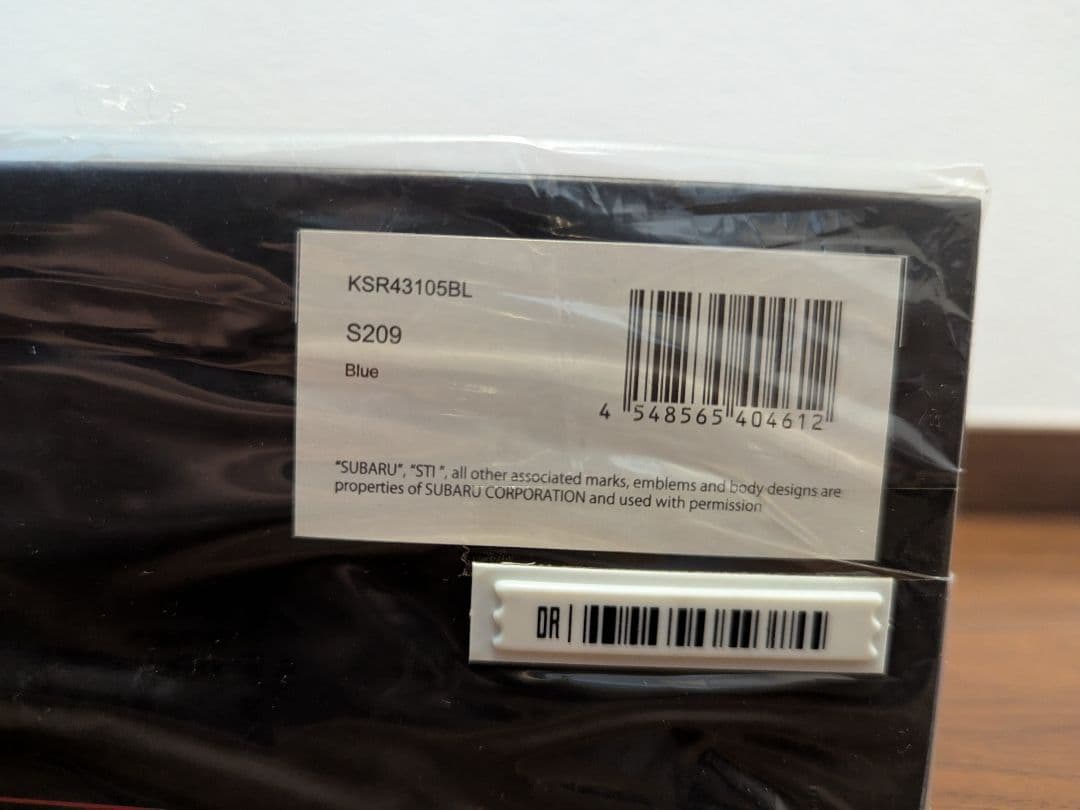 KSR43105BL
S209
Blue
4 548565 404612
"SUBARU", "STI ", all other associated marks, emblems and body designs are
properties of SUBARU CORPORATION and used with permission
DR